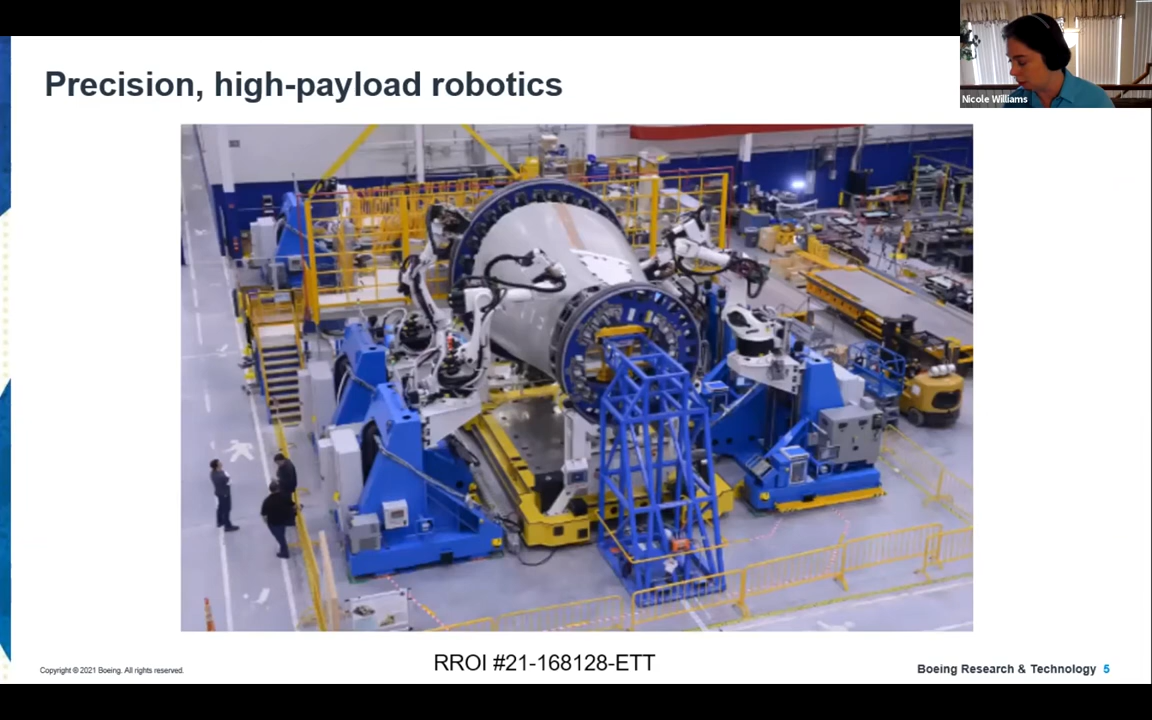 Precision, high-payload robotics
Nicole Williams
RROI #21-168128-ETT
Copyright © 2021 Boeing. All rights reserved.
Boeing Research & Technology 5